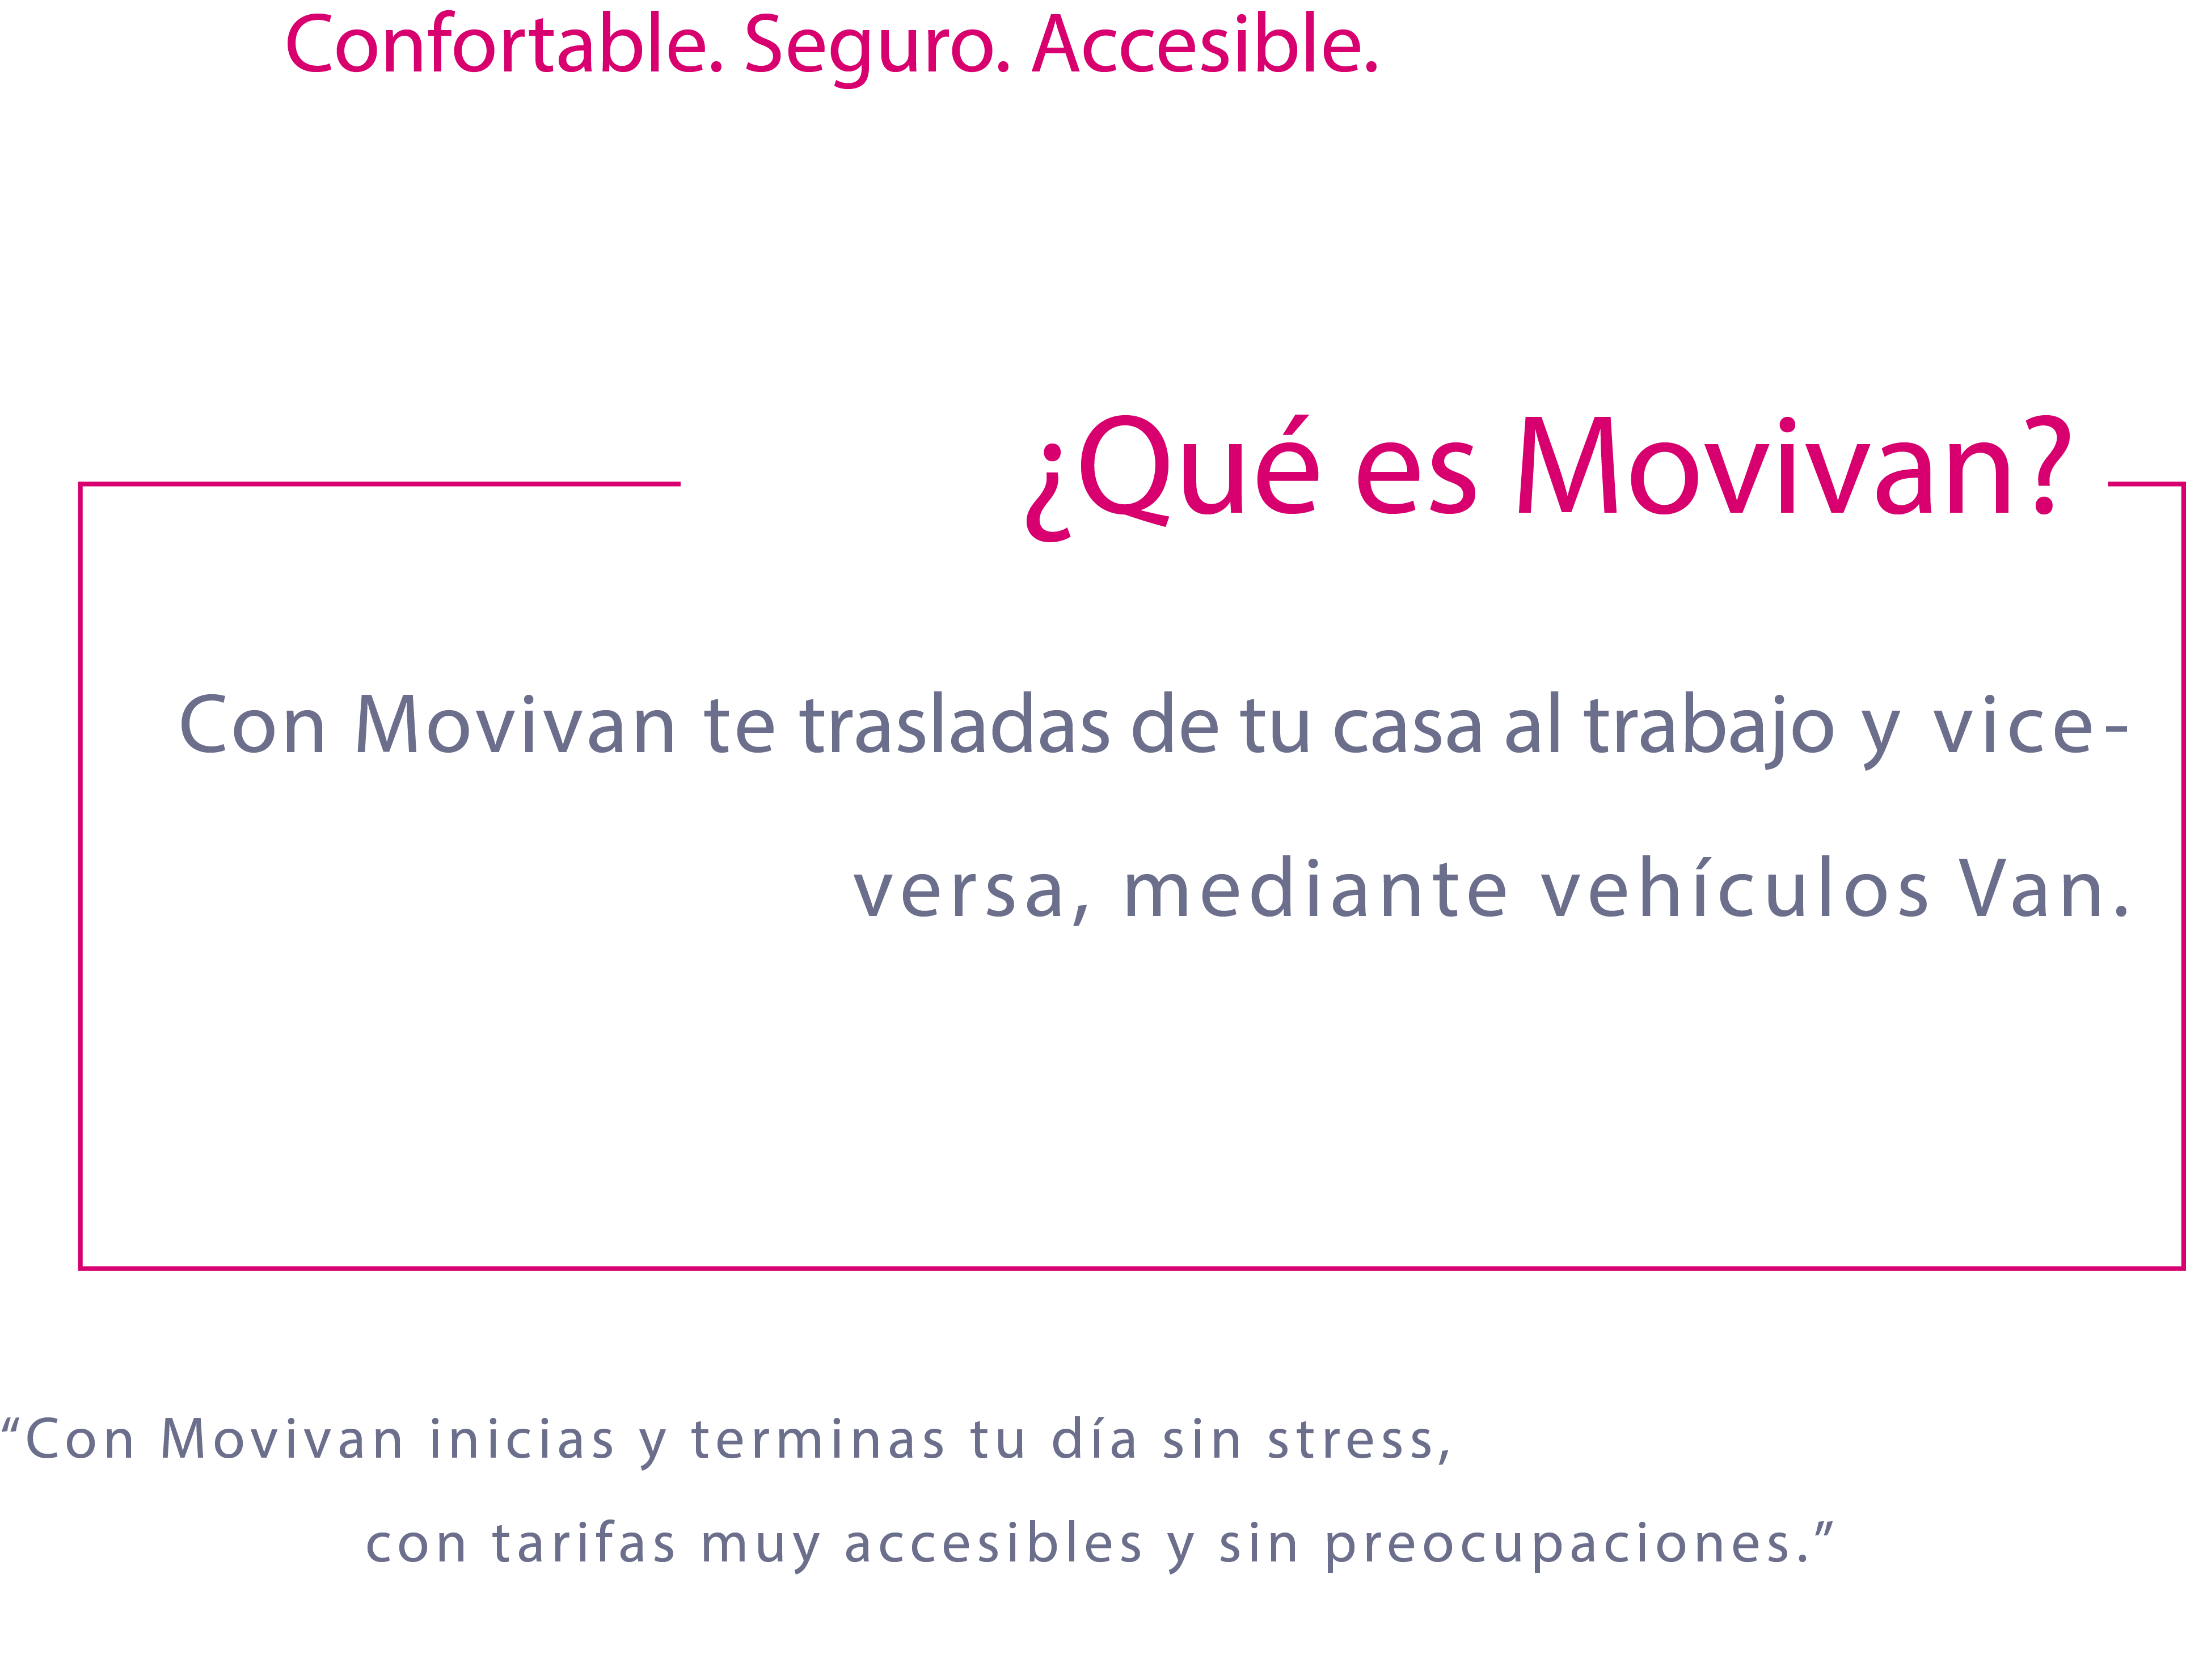 Confortable. Seguro. Accesible.
¿Qué es Movivan?
Con Movivan te trasladas de tu casa al trabajo y vice-
versa, mediante vehículos Van.
“Con Movivan inicias y terminas tu día sin stress,
con tarifas muy accesibles y sin preocupaciones.”